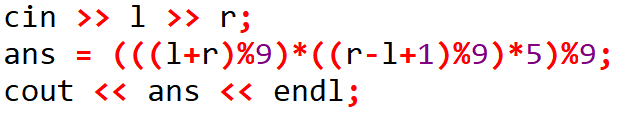 cin >> l >> r;
ans = (((l+r)%9)*((r-l+1)%9)*5)%9;
cout << ans << endl;